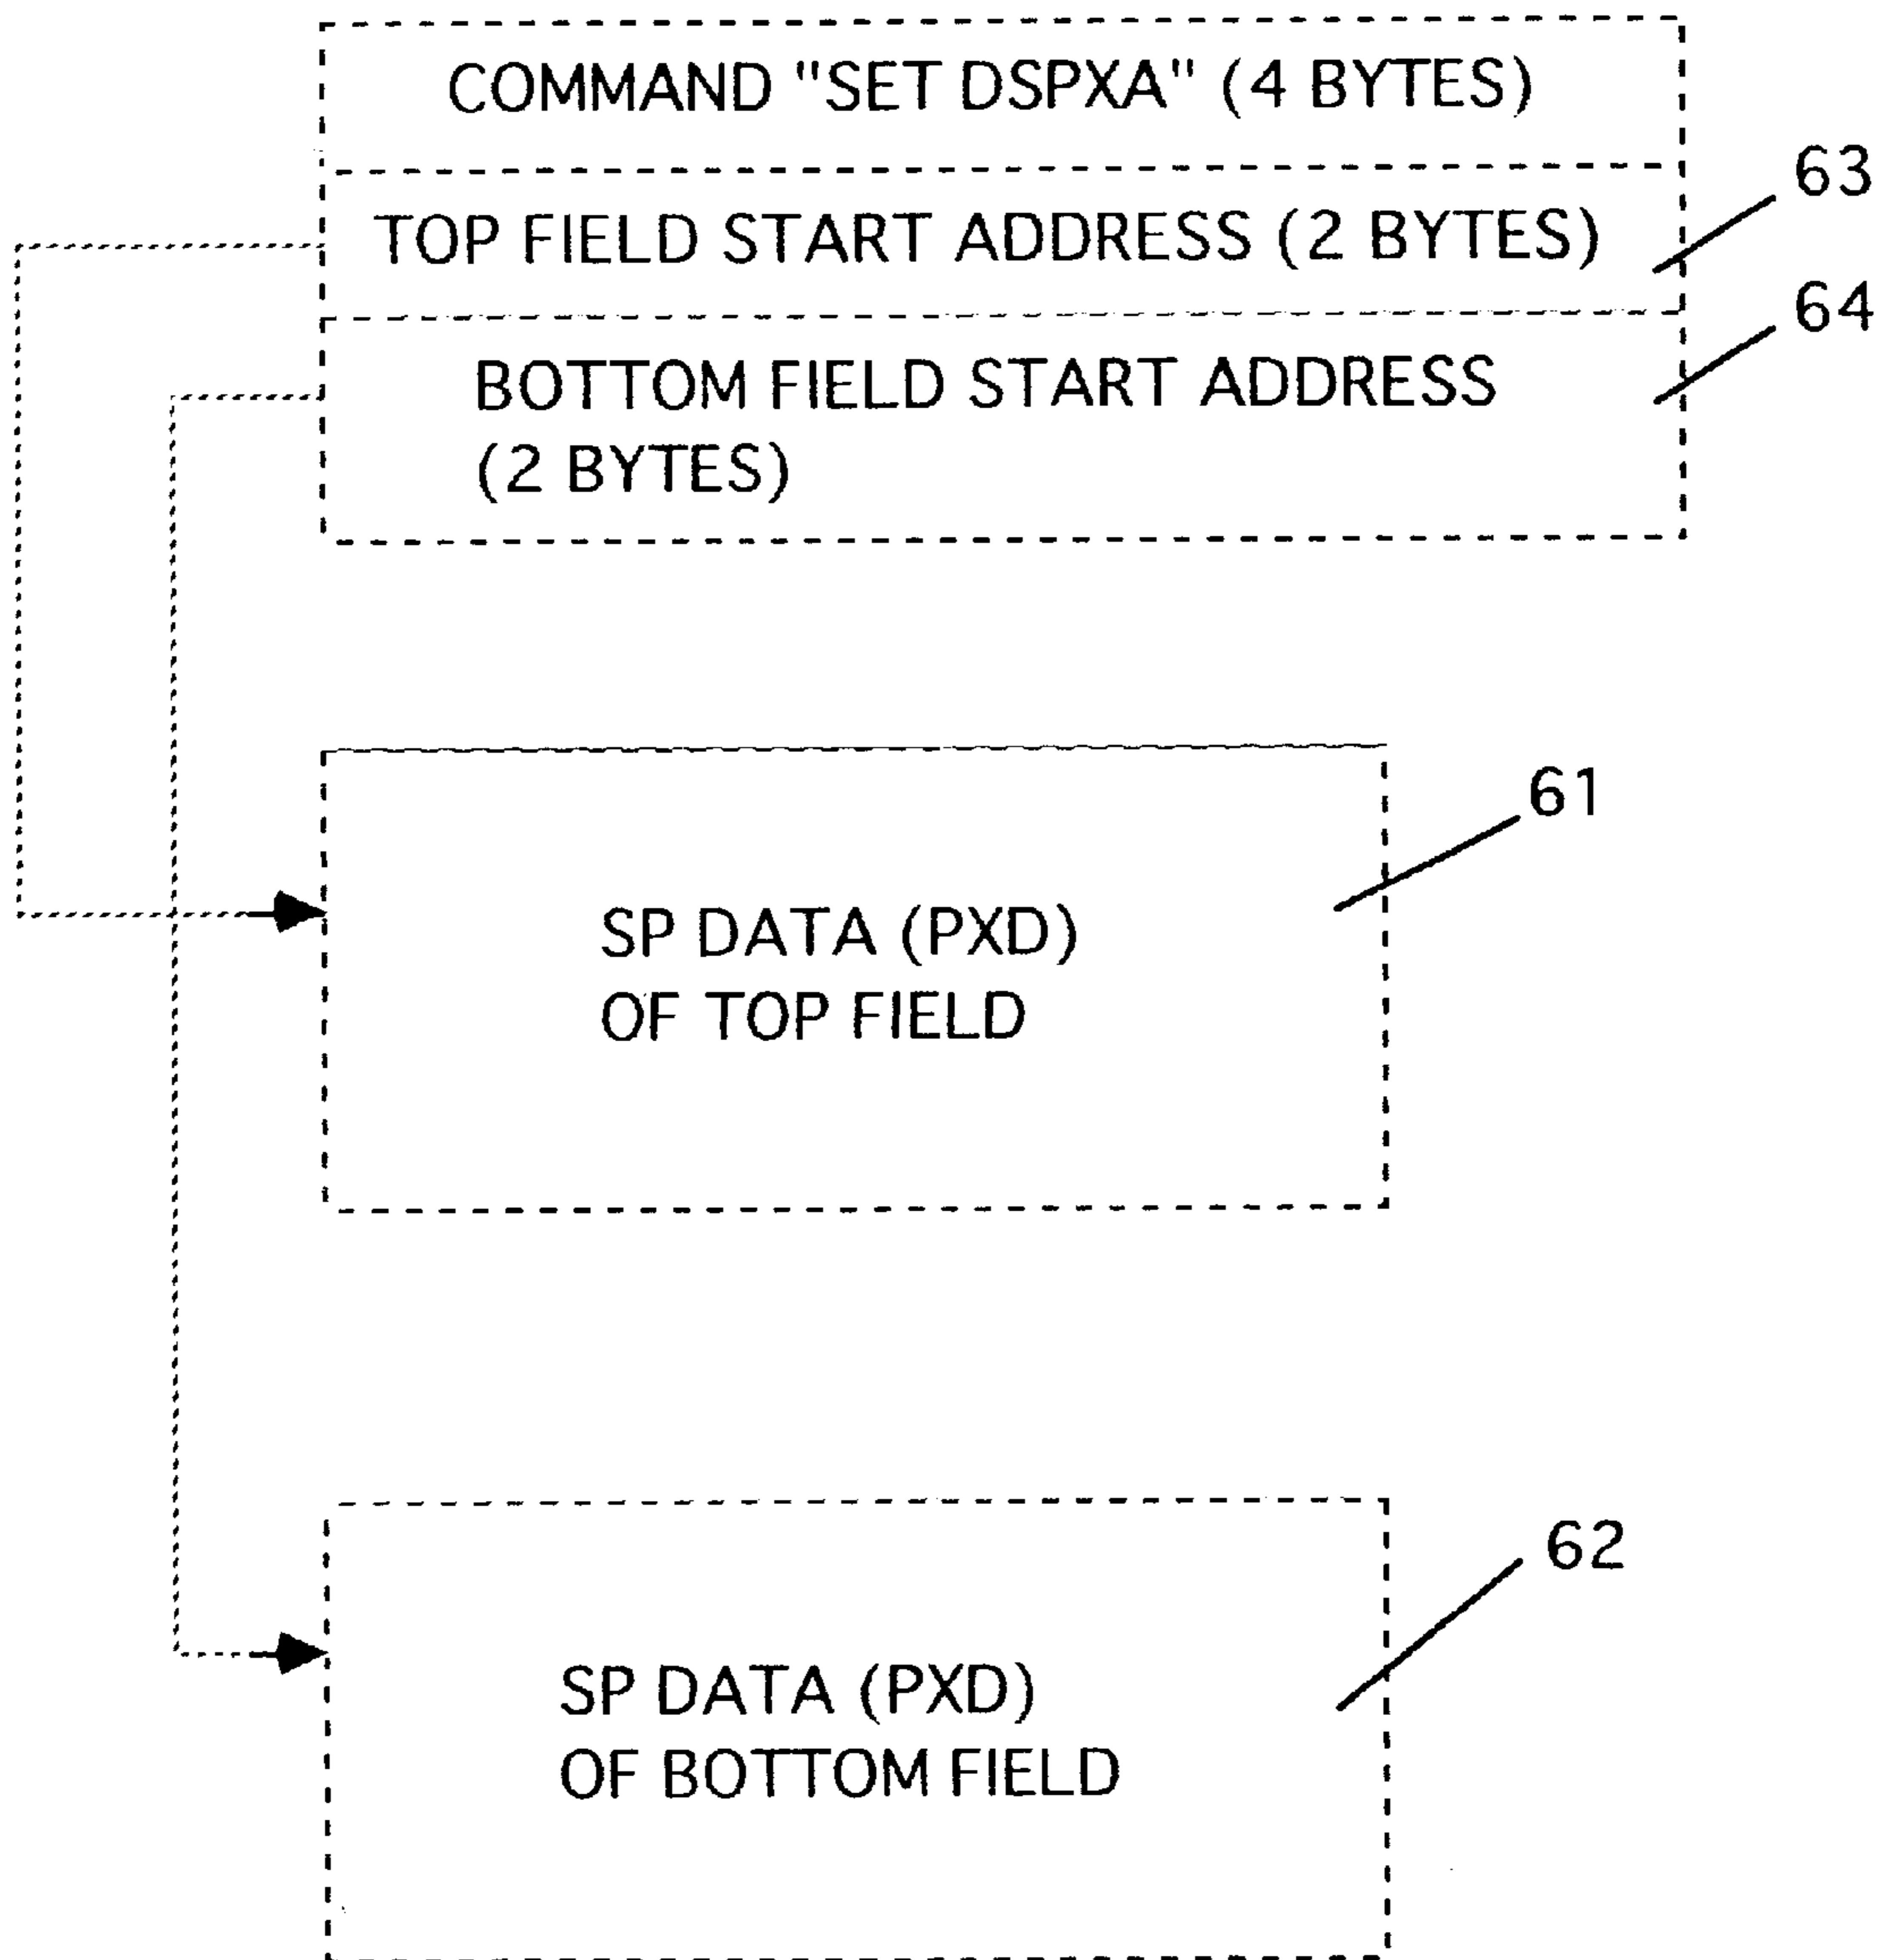 COMMAND "SET DSPXA" (4 BYTES)
63
TOP FIELD START ADDRESS (2 BYTES)
64
BOTTOM FIELD START ADDRESS
(2 BYTES)
61
SP DATA (PXD)
OF TOP FIELD
62
SP DATA (PXD)
OF BOTTOM FIELD